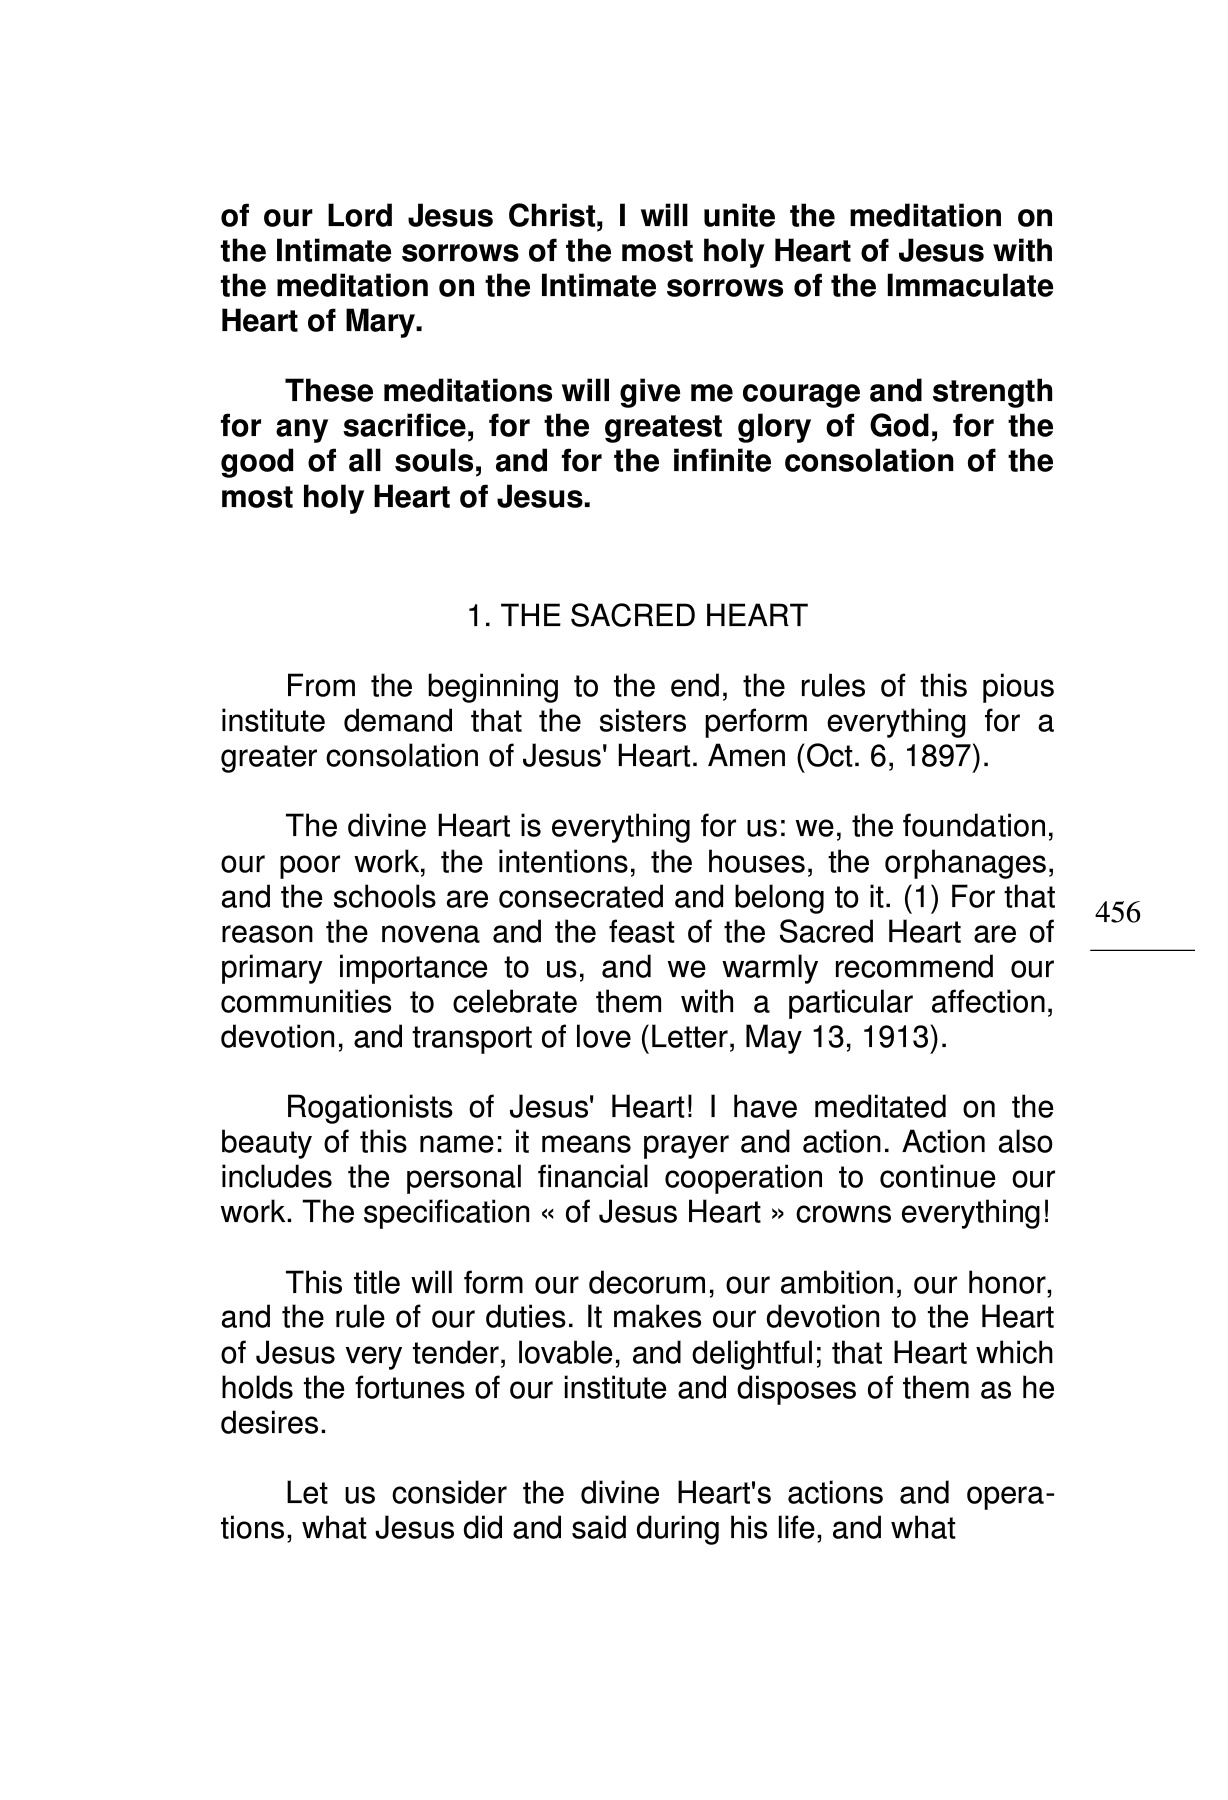 of our Lord Jesus Christ, I will unite the meditation on
the Intimate sorrows of the most holy Heart of Jesus with
the meditation on the Intimate sorrows of the Immaculate
Heart of Mary.
These meditations will give me courage and strength
for any sacrifice, for the greatest glory of God, for the
good of all souls, and for the infinite consolation of the
most holy Heart of Jesus.
1. THE SACRED HEART
From the beginning to the end, the rules of this pious
institute demand that the sisters perform everything for a
greater consolation of Jesus' Heart. Amen (Oct. 6, 1897).
The divine Heart is everything for us: we, the foundation,
our poor work, the intentions, the houses, the orphanages,
and the schools are consecrated and belong to it. (1) For that
reason the novena and the feast of the Sacred Heart are of
primary importance to us, and we warmly recommend our
communities to celebrate them with a particular affection,
devotion, and transport of love (Letter, May 13, 1913).
Rogationists of Jesus' Heart! I have meditated on the
beauty of this name: it means prayer and action. Action also
includes the personal financial cooperation to continue our
work. The specification « of Jesus Heart » crowns everything!
This title will form our decorum, our ambition, our honor,
and the rule of our duties. It makes our devotion to the Heart
of Jesus very tender, lovable, and delightful; that Heart which
holds the fortunes of our institute and disposes of them as he
desires.
Let us consider the divine Heart's actions and opera-
tions, what Jesus did and said during his life, and what
456